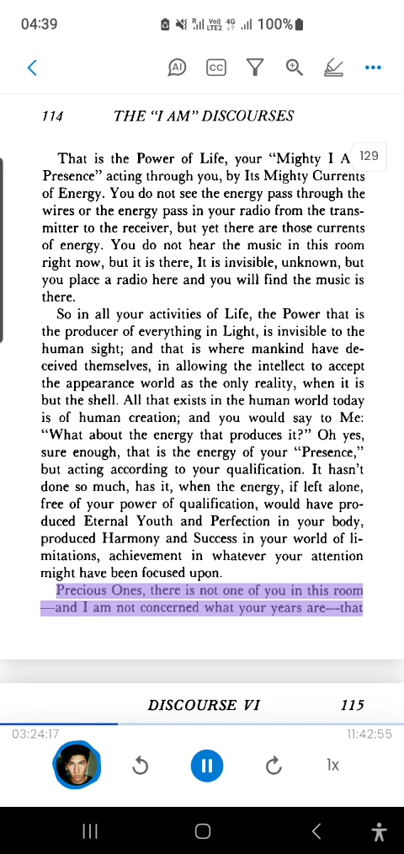 04:39
4G
LTE2
100%
AI
CC
114 THE “I AM” DISCOURSES
129
That is the Power of Life, your “Mighty I A
Presence” acting through you, by Its Mighty Currents
of Energy. You do not see the energy pass through the
wires or the energy pass in your radio from the trans-
mitter to the receiver, but yet there are those currents
of energy. You do not hear the music in this room
right now, but it is there, It is invisible, unknown, but
you place a radio here and you will find the music is
there.
So in all your activities of Life, the Power that is
the producer of everything in Light, is invisible to the
human sight; and that is where mankind have de-
ceived themselves, in allowing the intellect to accept
the appearance world as the only reality, when it is
but the shell. All that exists in the human world today
is of human creation; and you would say to Me:
“What about the energy that produces it?” Oh yes,
sure enough, that is the energy of your “Presence,”
but acting according to your qualification. It hasn’t
done so much, has it, when the energy, if left alone,
free of your power of qualification, would have pro-
duced Eternal Youth and Perfection in your body,
produced Harmony and Success in your world of li-
mitations, achievement in whatever your attention
might have been focused upon.
Precious Ones, there is not one of you in this room
—and I am not concerned what your years are—that
DISCOURSE VI 115
03:24:17 11:42:55
1x